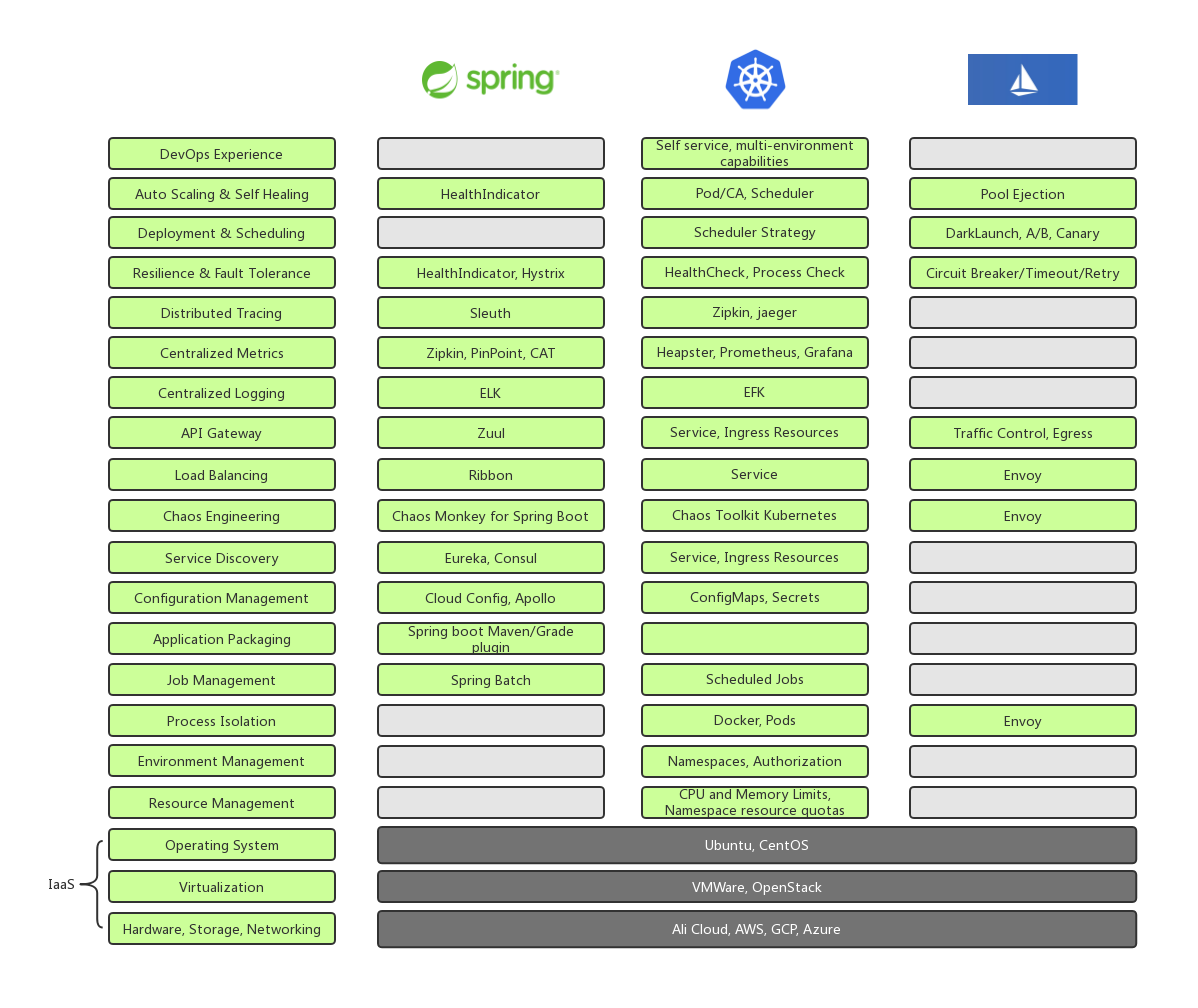 spring
DevOps Experience
Self service, multi-environment
capabilities
Auto Scaling & Self Healing
HealthIndicator
Pod/CA, Scheduler
Pool Ejection
Deployment & Scheduling
Scheduler Strategy
DarkLaunch, A/B, Canary
Resilience & Fault Tolerance
HealthIndicator, Hystrix
HealthCheck, Process Check
Circuit Breaker/Timeout/Retry
Distributed Tracing
Sleuth
Zipkin, jaeger
Centralized Metrics
Zipkin, PinPoint, CAT
Heapster, Prometheus, Grafana
Centralized Logging
ELK
EFK
API Gateway
Zuul
Service, Ingress Resources
Traffic Control, Egress
Load Balancing
Ribbon
Service
Envoy
Chaos Engineering
Chaos Monkey for Spring Boot
Chaos Toolkit Kubernetes
Envoy
Service Discovery
Eureka, Consul
Service, Ingress Resources
Configuration Management
Cloud Config, Apollo
ConfigMaps, Secrets
Application Packaging
Spring boot Maven/Grade
plugin
Job Management
Spring Batch
Scheduled Jobs
Process Isolation
Docker, Pods
Envoy
Environment Management
Namespaces, Authorization
Resource Management
CPU and Memory Limits,
Namespace resource quotas
IaaS
Operating System
Ubuntu, CentOS
Virtualization
VMWare, OpenStack
Hardware, Storage, Networking
Ali Cloud, AWS, GCP, Azure